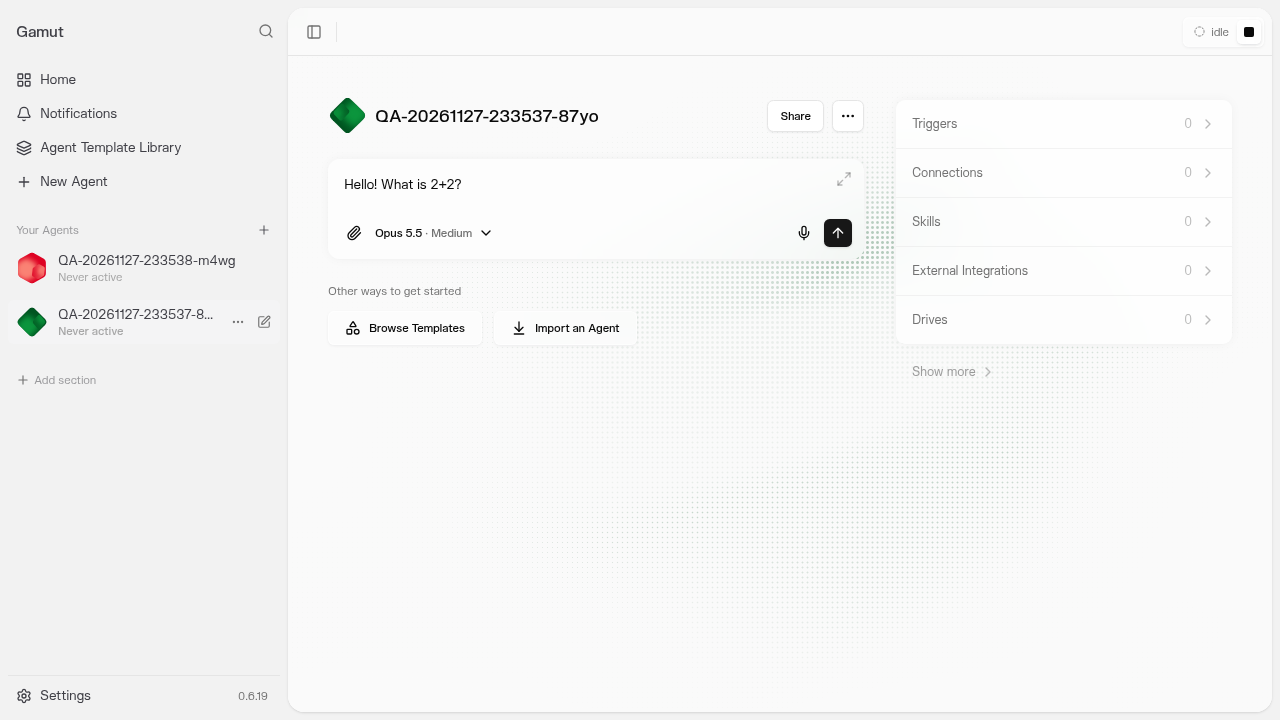 Gamut
Home
Notifications
Agent Template Library
New Agent
Your Agents
QA-20261127-233538-m4wg
Never active
QA-20261127-233537-8...
Never active
Add section
Settings
0.6.19
idle
QA-20261127-233537-87yo
Share
Hello! What is 2+2?
Opus 5.5 · Medium
Other ways to get started
Browse Templates
Import an Agent
Triggers 0
Connections 0
Skills 0
External Integrations 0
Drives 0
Show more